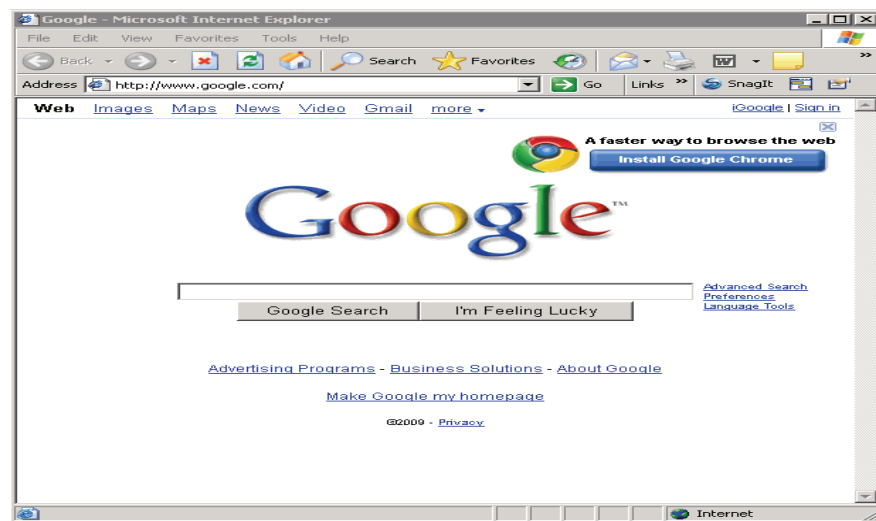 Google - Microsoft Internet Explorer
File Edit View Favorites Tools Help
Back Search Favorites W »
Address http://www.google.com/ Go Links » SnagIt
Web Images Maps News Video Gmail more iGoogle | Sign in
A faster way to browse the web
Install Google Chrome
Google™
Advanced Search
Preferences
Language Tools
Google Search I'm Feeling Lucky
Advertising Programs - Business Solutions - About Google
Make Google my homepage
©2009 - Privacy
Internet